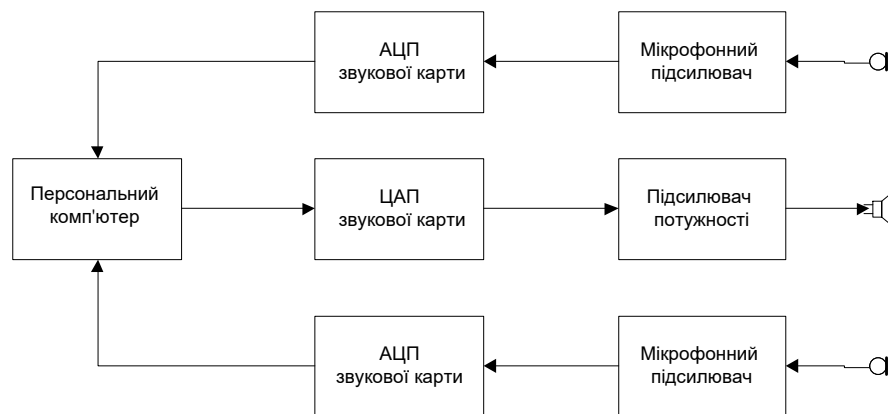 АЦП
звукової карти
Мікрофонний
підсилювач
Персональний
комп'ютер
ЦАП
звукової карти
Підсилювач
потужності
АЦП
звукової карти
Мікрофонний
підсилювач